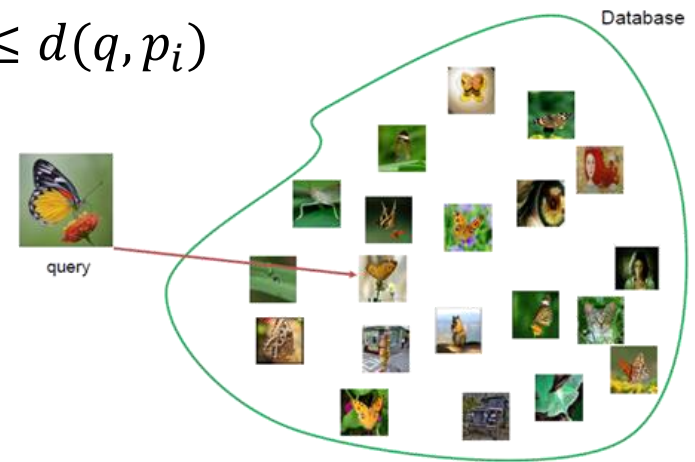 Database
≤ d(q, pᵢ)
query